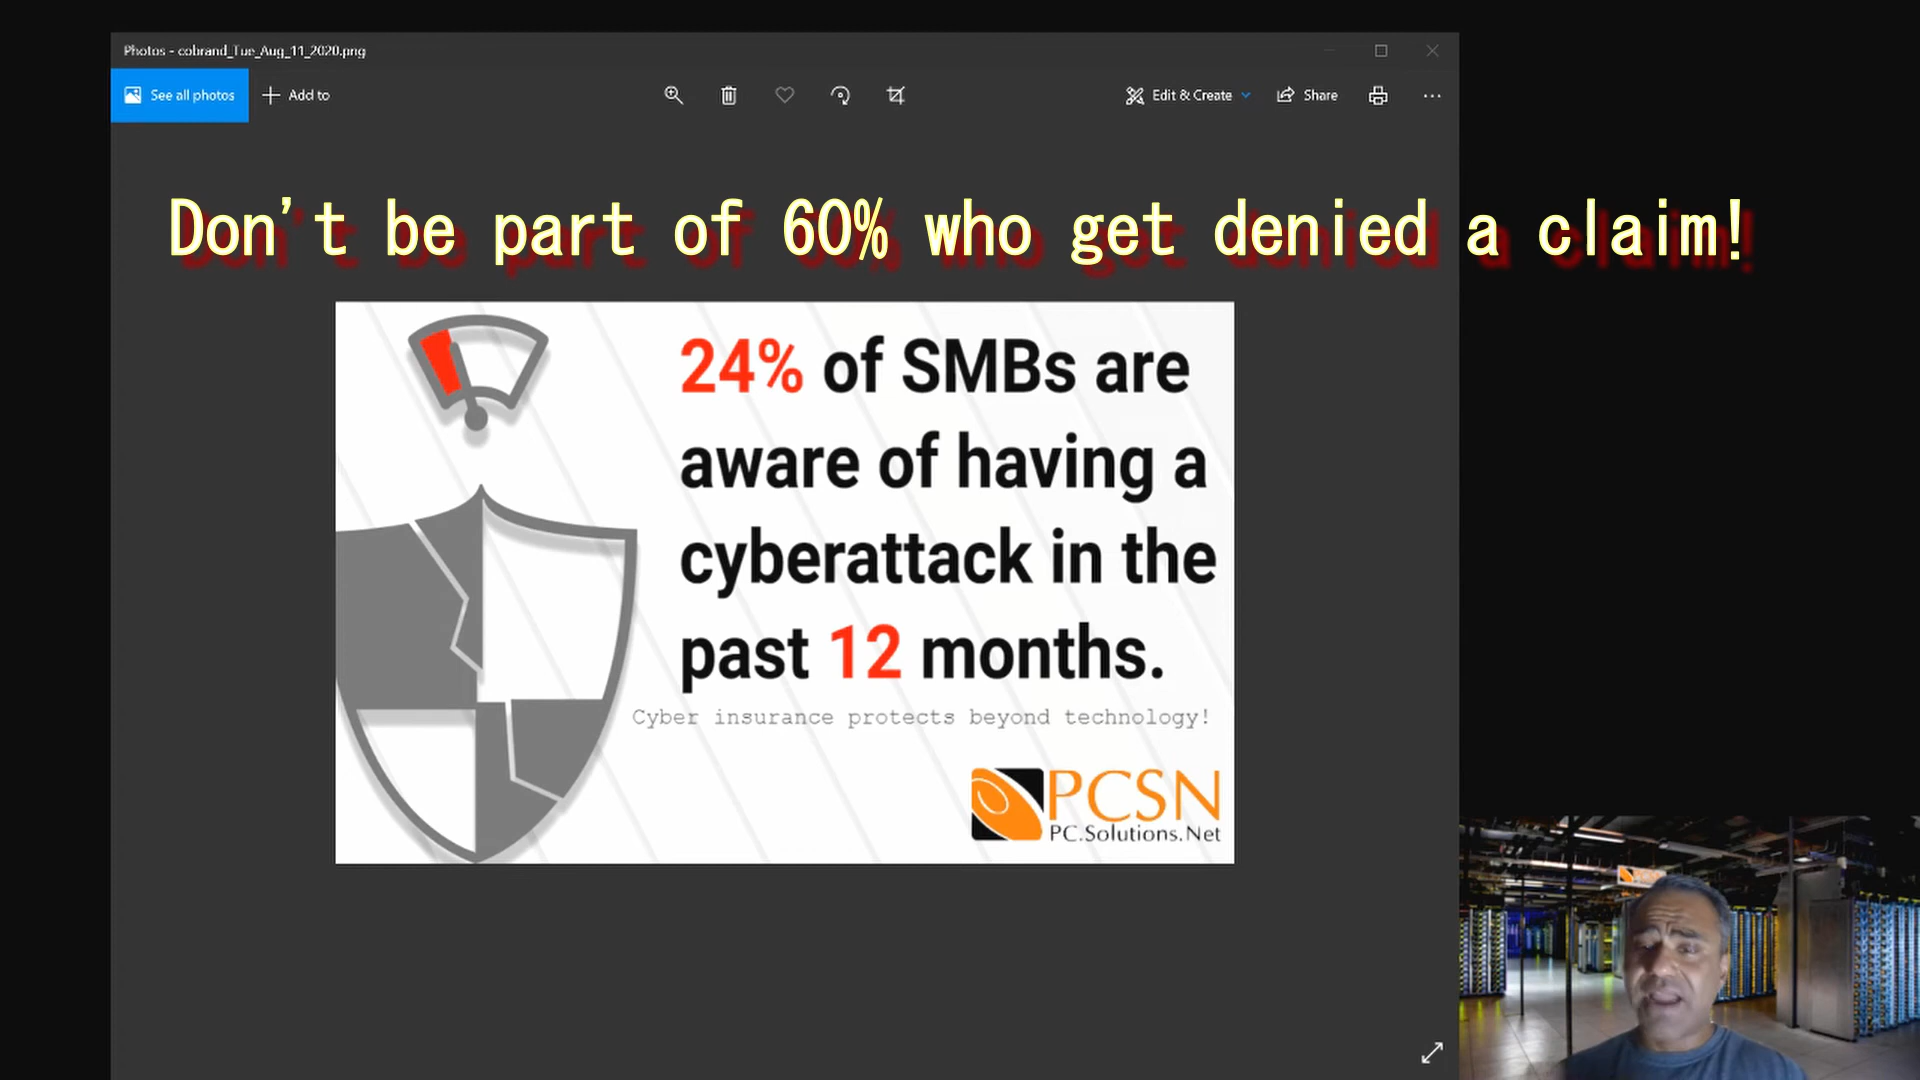 Photos - cobrand_Tue_Aug_11_2020.png
See all photos
Add to
Edit & Create
Share
Don't be part of 60% who get denied a claim!
24% of SMBs are
aware of having a
cyberattack in the
past 12 months.
Cyber insurance protects beyond technology!
PCSN
PC.Solutions.Net